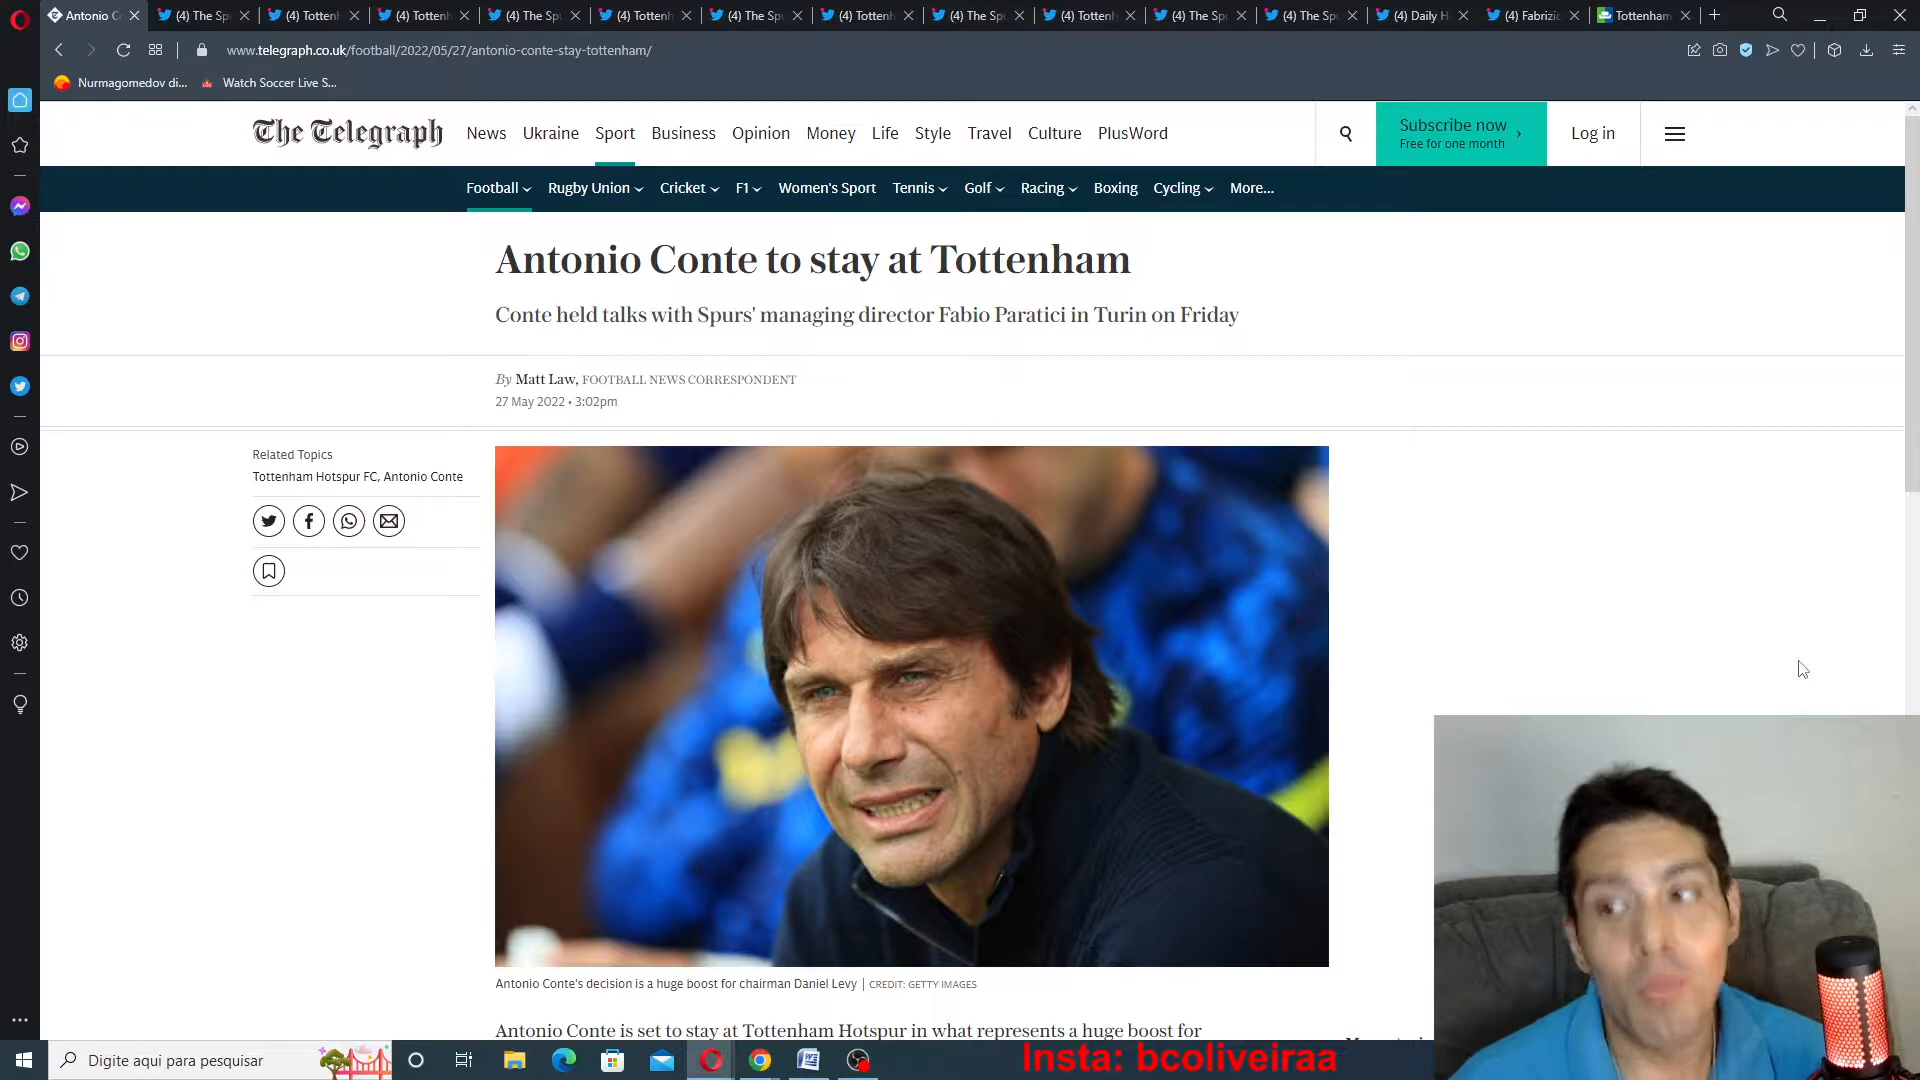 Antonio C
(4) The Sp
(4) Tottenh
(4) Tottenh
(4) The Sp
(4) Tottenh
(4) The Sp
(4) Tottenh
(4) The Sp
(4) Tottenh
(4) The Sp
(4) The Sp
(4) Daily H
(4) Fabrizio
Tottenham
www.telegraph.co.uk/football/2022/05/27/antonio-conte-stay-tottenham/
Nurmagomedov di...
Watch Soccer Live S...
The Telegraph
News Ukraine Sport Business Opinion Money Life Style Travel Culture PlusWord
Subscribe now
Free for one month
Log in
Football Rugby Union Cricket F1 Women's Sport Tennis Golf Racing Boxing Cycling More...
Antonio Conte to stay at Tottenham
Conte held talks with Spurs' managing director Fabio Paratici in Turin on Friday
By Matt Law, FOOTBALL NEWS CORRESPONDENT
27 May 2022 • 3:02pm
Related Topics
Tottenham Hotspur FC, Antonio Conte
Antonio Conte's decision is a huge boost for chairman Daniel Levy | CREDIT: GETTY IMAGES
Antonio Conte is set to stay at Tottenham Hotspur in what represents a huge boost for
Digite aqui para pesquisar
Insta: bcoliveiraa